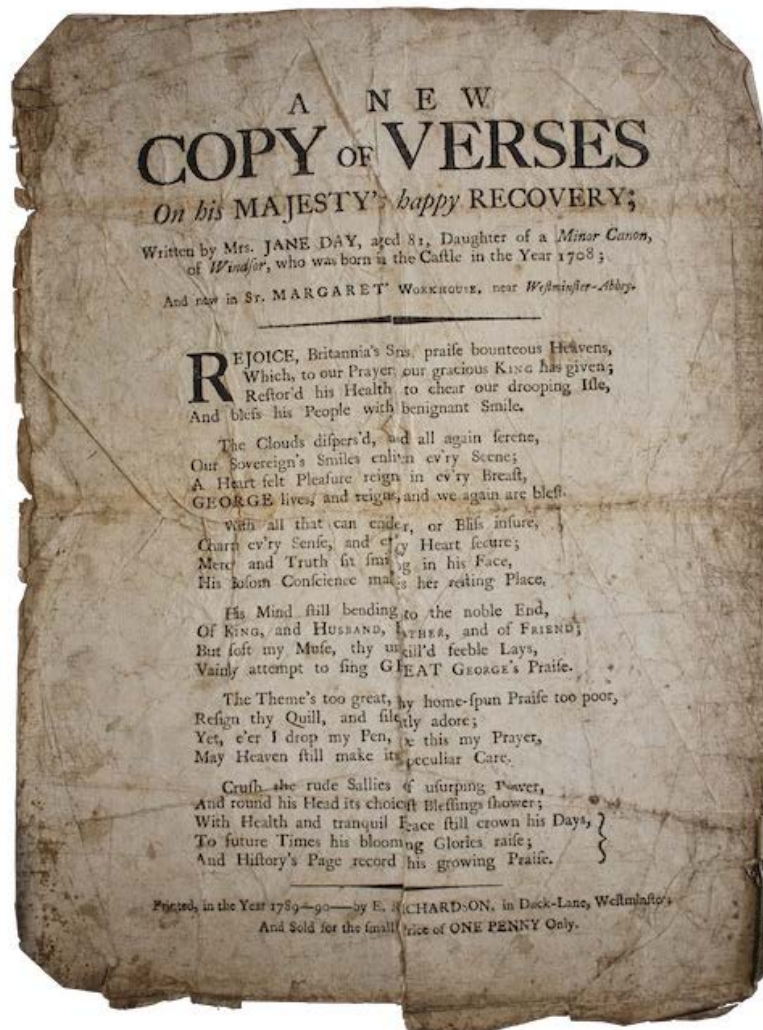 A NEW
COPY OF VERSES
On his MAJESTY's happy RECOVERY;
Written by Mrs. JANE DAY, aged 81, Daughter of a Minor Canon,
of Windſor, who was born in the Caſtle in the Year 1708;
And now in St. MARGARET' WORKHOUSE, near Weſtminſter-Abbey.
REJOICE, Britannia's Sns, praiſe bounteous Heavens,
Which, to our Prayer, our gracious KING has given;
Reſtor'd his Health to chear our drooping Iſle,
And bleſs his People with benignant Smile.
The Clouds diſpers'd, and all again ſerene,
Our Sovereign's Smiles enliven ev'ry Scene;
A Heart felt Pleaſure reign in ev'ry Breaſt,
GEORGE lives, and reigns, and we again are bleſt.
With all that can ender, or Bliſs inſure,
Charm ev'ry Senſe, and ev'ry Heart ſecure;
Mercy and Truth ſit ſmiling in his Face,
His Boſom Conſcience makes her reſting Place.
His Mind ſtill bending to the noble End,
Of KING, and HUSBAND, FATHER, and of FRIEND;
But ſoft my Muſe, thy unſkill'd feeble Lays,
Vainly attempt to ſing GREAT GEORGE's Praiſe.
The Theme's too great, thy home-ſpun Praiſe too poor,
Reſign thy Quill, and ſilently adore;
Yet, e'er I drop my Pen, be this my Prayer,
May Heaven ſtill make its peculiar Care.
Cruſh the rude Sallies of uſurping Power,
And round his Head its choiceſt Bleſſings ſhower;
With Health and tranquil Peace ſtill crown his Days,
To future Times his blooming Glories raiſe;
And Hiſtory's Page record his growing Praiſe.
Printed, in the Year 1789—90—by E. RICHARDSON, in Duck-Lane, Weſtminſter;
And Sold for the ſmall Price of ONE PENNY Only.